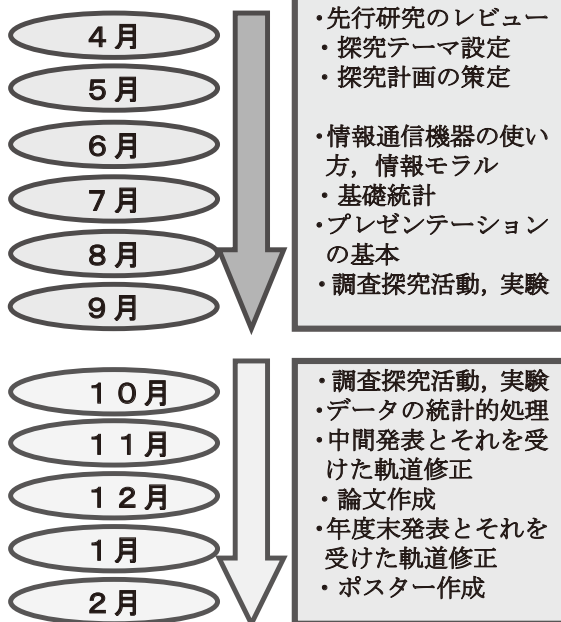 4月
5月
6月
7月
8月
9月
・先行研究のレビュー
・探究テーマ設定
・探究計画の策定
・情報通信機器の使い
方，情報モラル
・基礎統計
・プレゼンテーション
の基本
・調査探究活動，実験
10月
11月
12月
1月
2月
・調査探究活動，実験
・データの統計的処理
・中間発表とそれを受
けた軌道修正
・論文作成
・年度末発表とそれを
受けた軌道修正
・ポスター作成